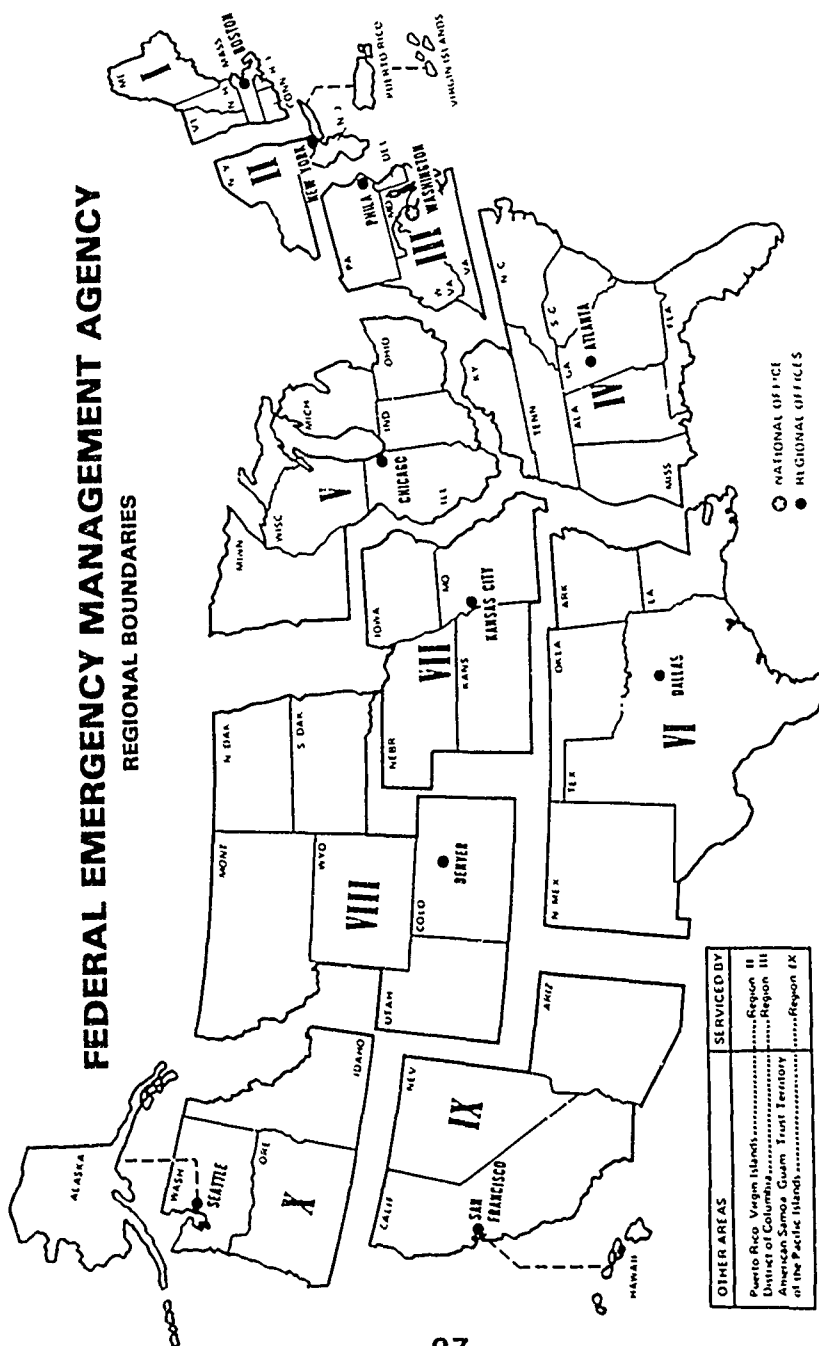 FEDERAL EMERGENCY MANAGEMENT AGENCY
REGIONAL BOUNDARIES
ALASKA
WASH
SEATTLE
ORE
X
IDAHO
MONT
N DAK
S DAK
WYO
VIII
UTAH
COLO
DENVER
CALIF
NEV
IX
SAN
FRANCISCO
HAWAII
ARIZ
N MEX
TEX
OKLA
VI
DALLAS
ARK
LA
NEBR
VII
KANS
IOWA
MO
KANSAS CITY
MINN
WISC
V
MICH
CHICAGO
ILL
IND
OHIO
KY
TENN
N C
S C
ATLANTA
GA
ALA
IV
MISS
FLA
PA
PHILA
MD
III
WASHINGTON
W
VA
VA
DEL
N Y
II
NEW YORK
N J
VT
N H
I
MASS
BOSTON
CONN
PUERTO RICO
VIRGIN ISLANDS
NATIONAL OFFICE
REGIONAL OFFICES
OTHER AREAS SERVICED BY
Puerto Rico Virgin Islands Region II
District of Columbia Region III
American Samoa Guam Trust Territory
of the Pacific Islands Region IX